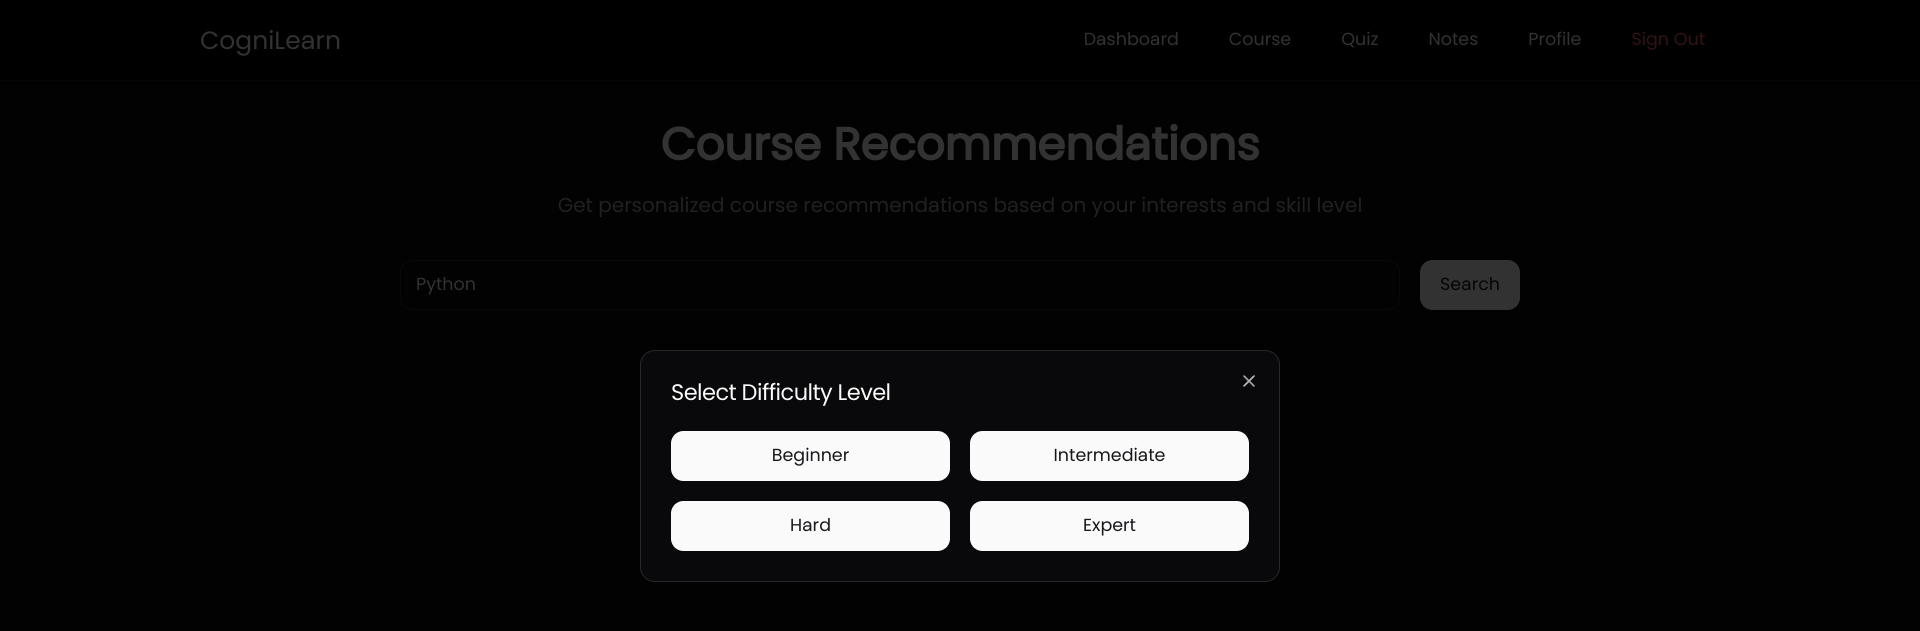 CogniLearn
Dashboard Course Quiz Notes Profile Sign Out
Course Recommendations
Get personalized course recommendations based on your interests and skill level
Python
Search
Select Difficulty Level
Beginner
Intermediate
Hard
Expert